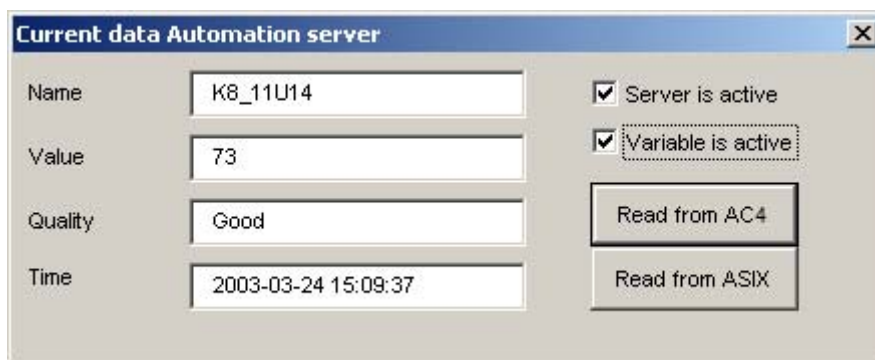 Current data Automation server
Name
K8_11U14
Server is active
Value
73
Variable is active
Quality
Good
Read from AC4
Time
2003-03-24 15:09:37
Read from ASIX